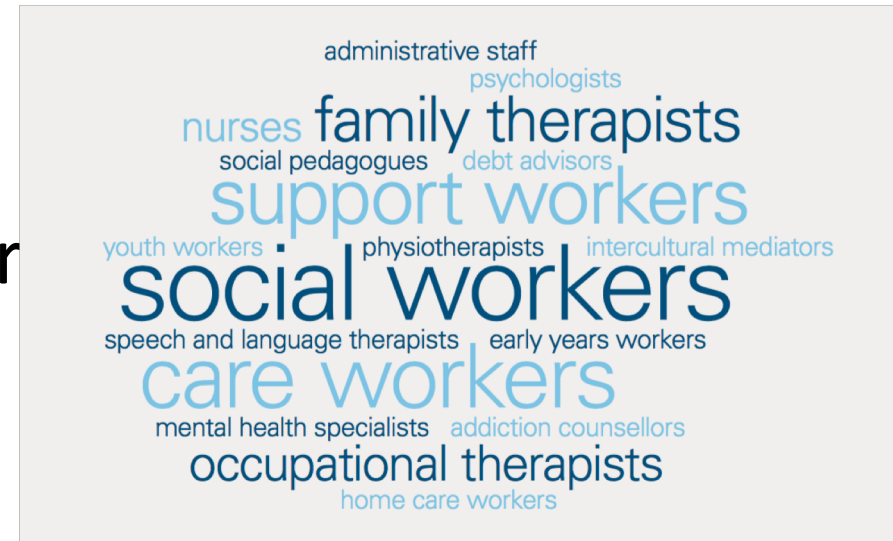 administrative staff
psychologists
nurses family therapists
social pedagogues debt advisors
support workers
youth workers physiotherapists intercultural mediators
social workers
speech and language therapists early years workers
care workers
mental health specialists addiction counsellors
occupational therapists
home care workers